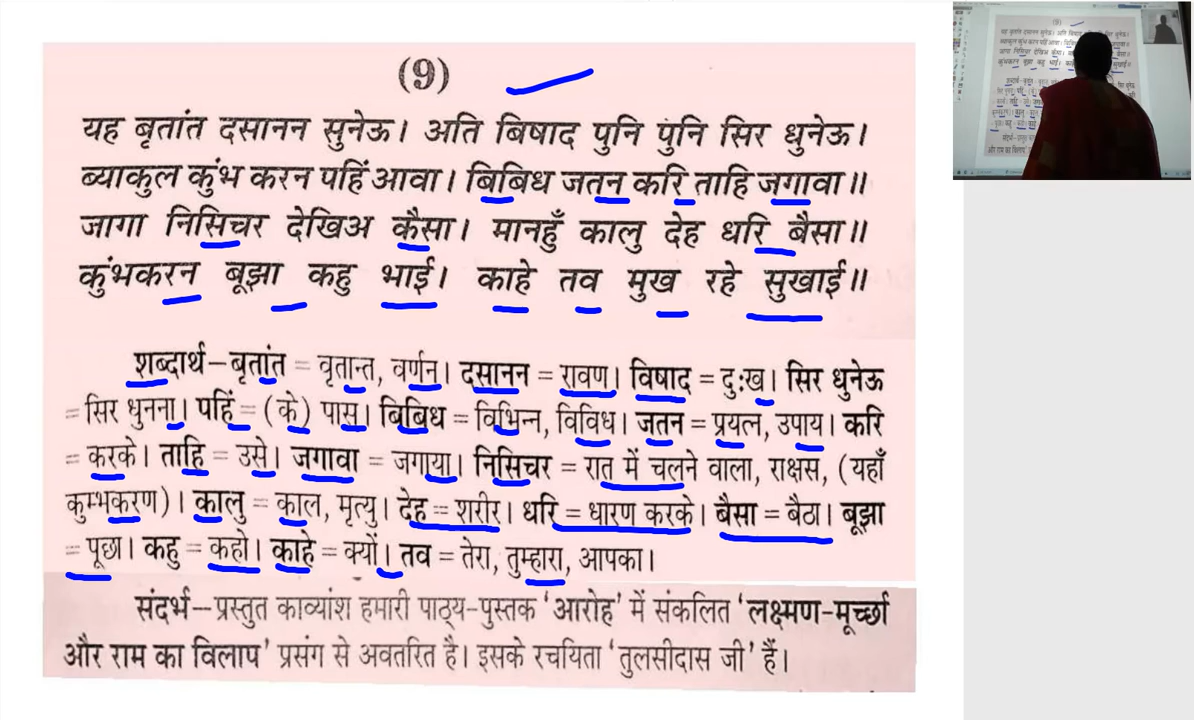 (9)
यह बृतांत दसानन सुनेऊ। अति बिषाद पुनि पुनि सिर धुनेऊ।
ब्याकुल कुंभ करन पहिं आवा। बिबिध जतन करि ताहि जगावा॥
जागा निसिचर देखिअ कैसा। मानहुँ कालु देह धरि बैसा॥
कुंभकरन बूझा कहु भाई। काहे तव मुख रहे सुखाई॥
शब्दार्थ–बृतांत = वृतान्त, वर्णन। दसानन = रावण। विषाद = दुःख। सिर धुनेऊ
= सिर धुनना। पहिं = (के) पास। बिबिध = विभिन्न, विविध। जतन = प्रयत्न, उपाय। करि
= करके। ताहि = उसे। जगावा = जगाया। निसिचर = रात में चलने वाला, राक्षस, (यहाँ
कुम्भकरण)। कालु = काल, मृत्यु। देह = शरीर। धरि = धारण करके। बैसा = बैठा। बूझा
= पूछा। कहु = कहो। काहे = क्यों। तव = तेरा, तुम्हारा, आपका।
संदर्भ–प्रस्तुत काव्यांश हमारी पाठ्य-पुस्तक 'आरोह' में संकलित 'लक्ष्मण-मूर्च्छा
और राम का विलाप' प्रसंग से अवतरित है। इसके रचयिता 'तुलसीदास जी' हैं।